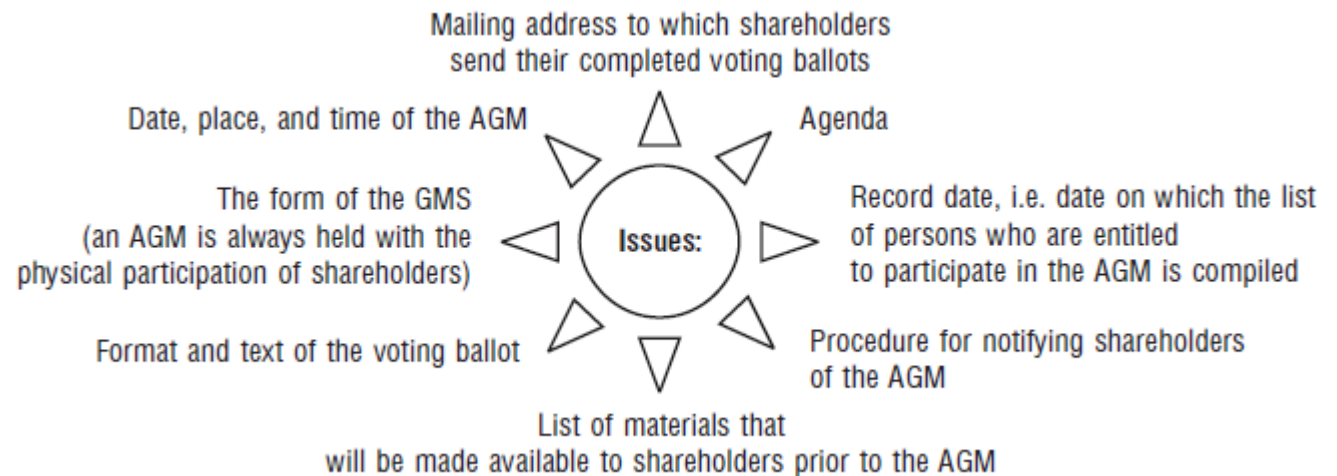 Mailing address to which shareholders
send their completed voting ballots
Date, place, and time of the AGM
Agenda
The form of the GMS
(an AGM is always held with the
physical participation of shareholders)
Issues:
Record date, i.e. date on which the list
of persons who are entitled
to participate in the AGM is compiled
Format and text of the voting ballot
Procedure for notifying shareholders
of the AGM
List of materials that
will be made available to shareholders prior to the AGM